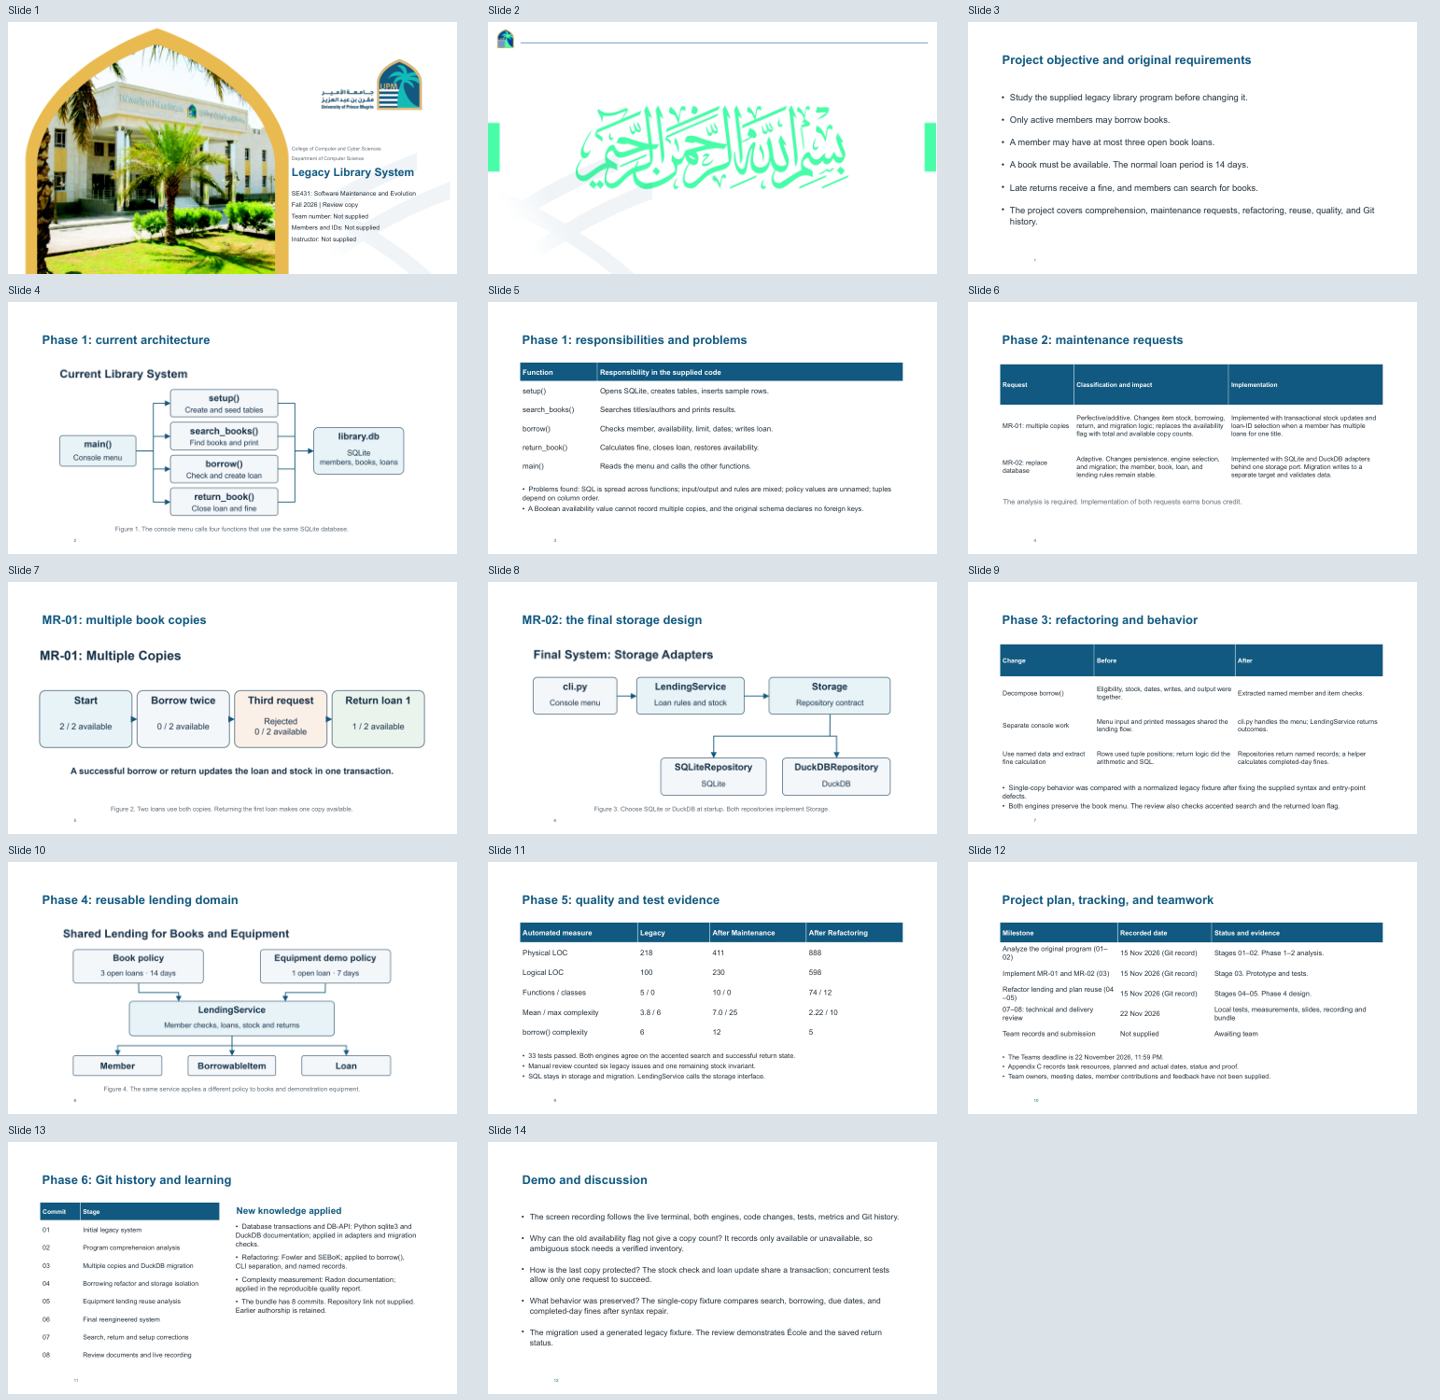 Slide 1
جامعة الأمير
مقرن بن عبدالعزيز
University of Prince Mugrin
UPM
College of Computer and Cyber Sciences
Department of Computer Science
Legacy Library System
SE431: Software Maintenance and Evolution
Fall 2026 | Review copy
Team number: Not supplied
Members and IDs: Not supplied
Instructor: Not supplied
Slide 2
بسم الله الرحمن الرحيم
Slide 3
Project objective and original requirements
• Study the supplied legacy library program before changing it.
• Only active members may borrow books.
• A member may have at most three open book loans.
• A book must be available. The normal loan period is 14 days.
• Late returns receive a fine, and members can search for books.
• The project covers comprehension, maintenance requests, refactoring, reuse, quality, and Git
history.
1
Slide 4
Phase 1: current architecture
Current Library System
main()
Console menu
setup()
Create and seed tables
search_books()
Find books and print
borrow()
Check and create loan
return_book()
Close loan and fine
library.db
SQLite
members, books, loans
Figure 1. The console menu calls four functions that use the same SQLite database.
2
Slide 5
Phase 1: responsibilities and problems
Function Responsibility in the supplied code
setup() Opens SQLite, creates tables, inserts sample rows.
search_books() Searches titles/authors and prints results.
borrow() Checks member, availability, limit, dates; writes loan.
return_book() Calculates fine, closes loan, restores availability.
main() Reads the menu and calls the other functions.
• Problems found: SQL is spread across functions; input/output and rules are mixed; policy values are unnamed; tuples
depend on column order.
• A Boolean availability value cannot record multiple copies, and the original schema declares no foreign keys.
3
Slide 6
Phase 2: maintenance requests
Request Classification and impact Implementation
MR-01: multiple copies
Perfective/additive. Changes item stock, borrowing,
return, and migration logic; replaces the availability
flag with total and available copy counts.
Implemented with transactional stock updates and
loan-ID selection when a member has multiple
loans for one title.
MR-02: replace
database
Adaptive. Changes persistence, engine selection,
and migration; the member, book, loan, and
lending rules remain stable.
Implemented with SQLite and DuckDB adapters
behind one storage port. Migration writes to a
separate target and validates data.
The analysis is required. Implementation of both requests earns bonus credit.
4
Slide 7
MR-01: multiple book copies
MR-01: Multiple Copies
Start
2 / 2 available
Borrow twice
0 / 2 available
Third request
Rejected
0 / 2 available
Return loan 1
1 / 2 available
A successful borrow or return updates the loan and stock in one transaction.
Figure 2. Two loans use both copies. Returning the first loan makes one copy available.
5
Slide 8
MR-02: the final storage design
Final System: Storage Adapters
cli.py
Console menu
LendingService
Loan rules and stock
Storage
Repository contract
SQLiteRepository
SQLite
DuckDBRepository
DuckDB
Figure 3. Choose SQLite or DuckDB at startup. Both repositories implement Storage.
6
Slide 9
Phase 3: refactoring and behavior
Change Before After
Decompose borrow()
Eligibility, stock, dates, writes, and output were
together.
Extracted named member and item checks.
Separate console work
Menu input and printed messages shared the
lending flow.
cli.py handles the menu; LendingService returns
outcomes.
Use named data and extract
fine calculation
Rows used tuple positions; return logic did the
arithmetic and SQL.
Repositories return named records; a helper
calculates completed-day fines.
• Single-copy behavior was compared with a normalized legacy fixture after fixing the supplied syntax and entry-point
defects.
• Both engines preserve the book menu. The review also checks accented search and the returned loan flag.
7
Slide 10
Phase 4: reusable lending domain
Shared Lending for Books and Equipment
Book policy
3 open loans · 14 days
Equipment demo policy
1 open loan · 7 days
LendingService
Member checks, loans, stock and returns
Member
BorrowableItem
Loan
Figure 4. The same service applies a different policy to books and demonstration equipment.
8
Slide 11
Phase 5: quality and test evidence
Automated measure Legacy After Maintenance After Refactoring
Physical LOC 218 411 888
Logical LOC 100 230 598
Functions / classes 5 / 0 10 / 0 74 / 12
Mean / max complexity 3.8 / 6 7.0 / 25 2.22 / 10
borrow() complexity 6 12 5
• 33 tests passed. Both engines agree on the accented search and successful return state.
• Manual review counted six legacy issues and one remaining stock invariant.
• SQL stays in storage and migration. LendingService calls the storage interface.
9
Slide 12
Project plan, tracking, and teamwork
Milestone Recorded date Status and evidence
Analyze the original program (01–
02)
15 Nov 2026 (Git record) Stages 01–02. Phase 1–2 analysis.
Implement MR-01 and MR-02 (03) 15 Nov 2026 (Git record) Stage 03. Prototype and tests.
Refactor lending and plan reuse (04
–05)
15 Nov 2026 (Git record) Stages 04–05. Phase 4 design.
07–08: technical and delivery
review
22 Nov 2026
Local tests, measurements, slides, recording and
bundle
Team records and submission Not supplied Awaiting team
• The Teams deadline is 22 November 2026, 11:59 PM.
• Appendix C records task resources, planned and actual dates, status and proof.
• Team owners, meeting dates, member contributions and feedback have not been supplied.
10
Slide 13
Phase 6: Git history and learning
Commit Stage
01 Initial legacy system
02 Program comprehension analysis
03 Multiple copies and DuckDB migration
04 Borrowing refactor and storage isolation
05 Equipment lending reuse analysis
06 Final reengineered system
07 Search, return and setup corrections
08 Review documents and live recording
New knowledge applied
• Database transactions and DB-API: Python sqlite3 and
DuckDB documentation; applied in adapters and migration
checks.
• Refactoring: Fowler and SEBoK; applied to borrow(),
CLI separation, and named records.
• Complexity measurement: Radon documentation;
applied in the reproducible quality report.
• The bundle has 8 commits. Repository link not supplied.
Earlier authorship is retained.
11
Slide 14
Demo and discussion
• The screen recording follows the live terminal, both engines, code changes, tests, metrics and Git history.
• Why can the old availability flag not give a copy count? It records only available or unavailable, so
ambiguous stock needs a verified inventory.
• How is the last copy protected? The stock check and loan update share a transaction; concurrent tests
allow only one request to succeed.
• What behavior was preserved? The single-copy fixture compares search, borrowing, due dates, and
completed-day fines after syntax repair.
• The migration used a generated legacy fixture. The review demonstrates École and the saved return
status.
12